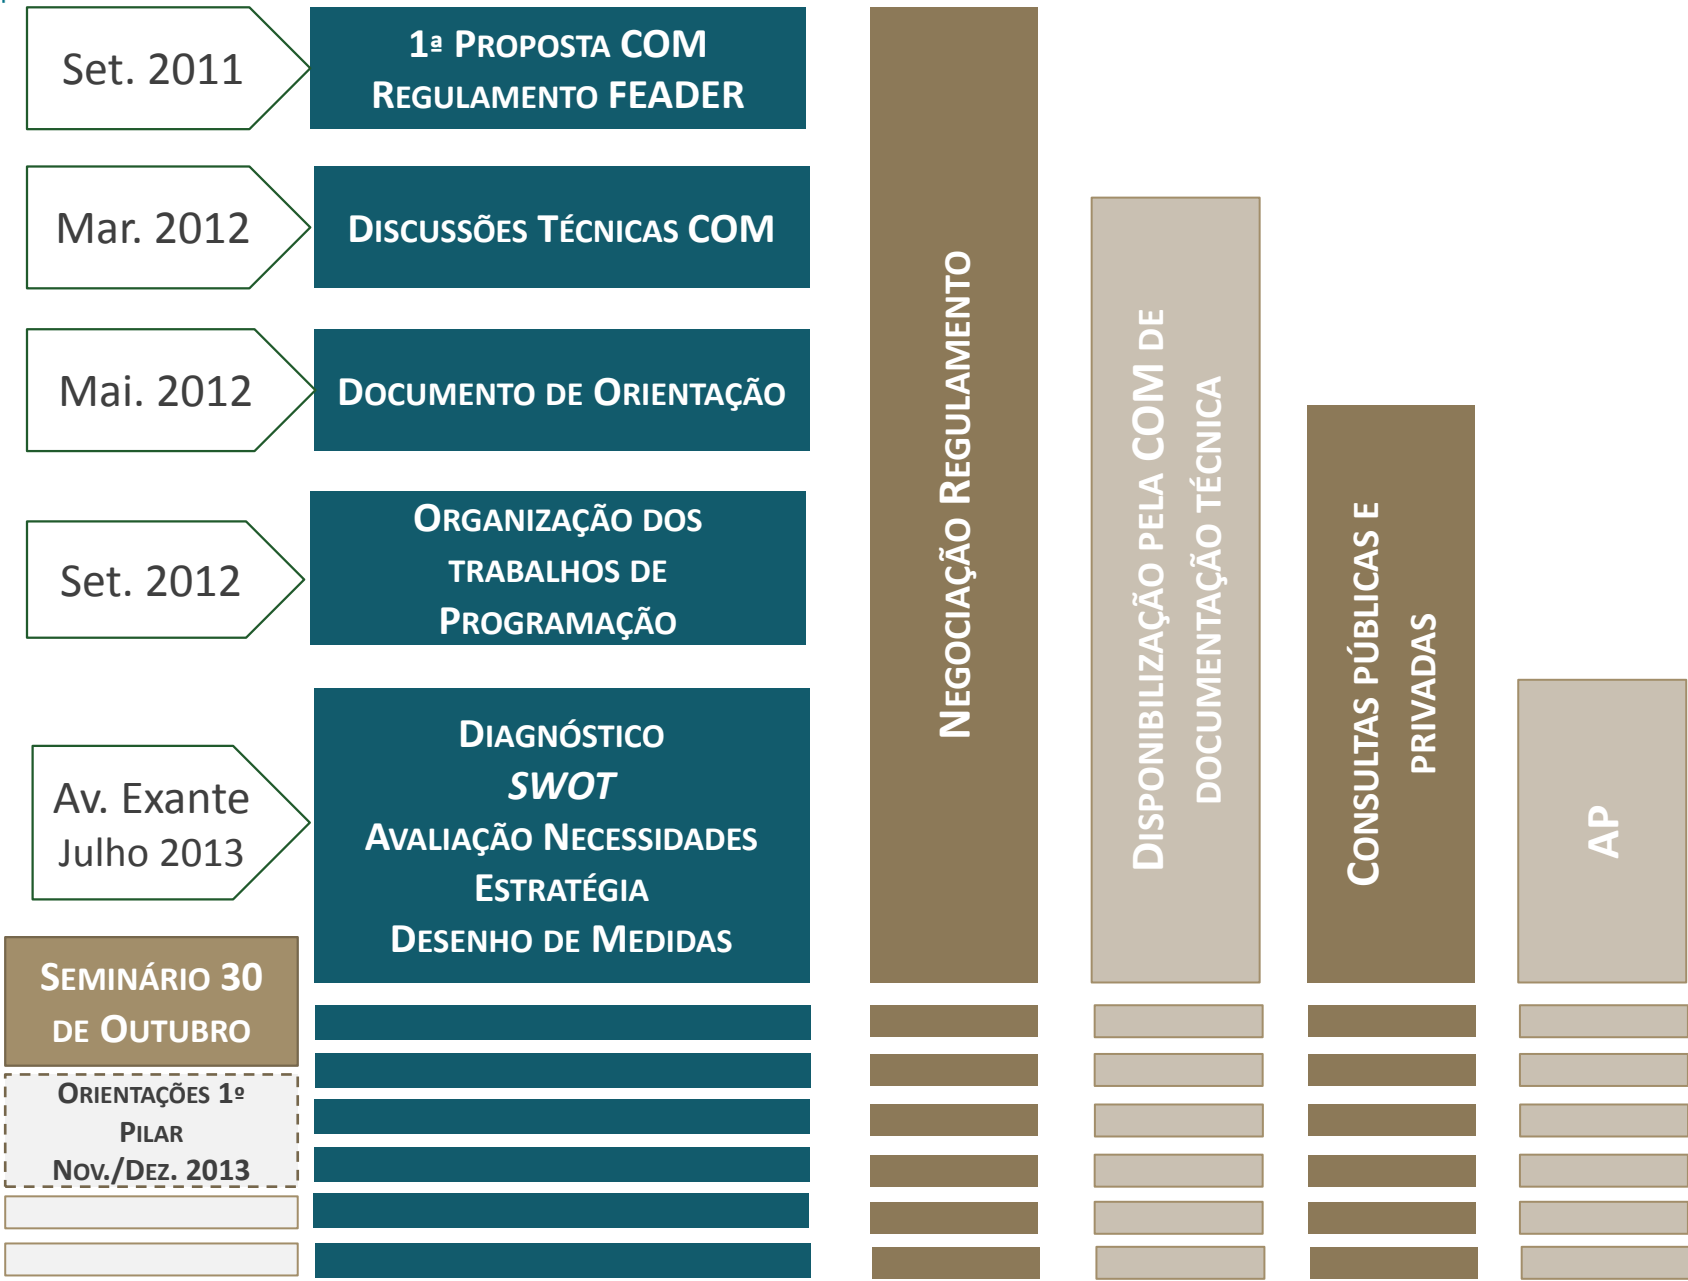 Set. 2011
1ª Proposta COM
Regulamento FEADER
Mar. 2012
Discussões Técnicas COM
Mai. 2012
Documento de Orientação
Set. 2012
Organização dos
trabalhos de
Programação
Av. Exante
Julho 2013
Diagnóstico
SWOT
Avaliação Necessidades
Estratégia
Desenho de Medidas
Seminário 30
de Outubro
Orientações 1º
Pilar
Nov./Dez. 2013
Negociação Regulamento
Disponibilização pela COM de
documentação técnica
Consultas públicas e
privadas
AP